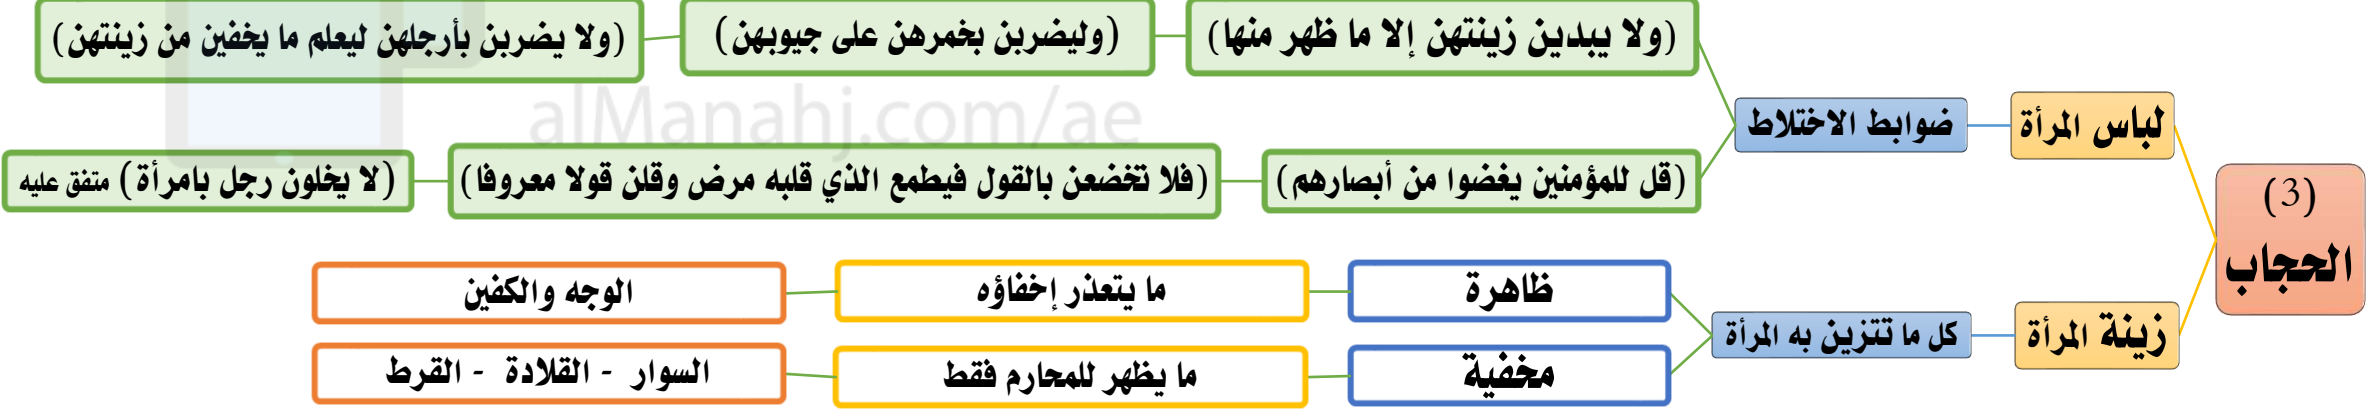 (3)
الحجاب
لباس المرأة
ضوابط الاختلاط
(ولا يبدين زينتهن إلا ما ظهر منها)
(وليضربن بخمرهن على جيوبهن)
(ولا يضربن بأرجلهن ليعلم ما يخفين من زينتهن)
(قل للمؤمنين يغضوا من أبصارهم)
(فلا تخضعن بالقول فيطمع الذي قلبه مرض وقلن قولا معروفا)
(لا يخلون رجل بامرأة) متفق عليه
زينة المرأة
كل ما تتزين به المرأة
ظاهرة
ما يتعذر إخفاؤه
الوجه والكفين
مخفية
ما يظهر للمحارم فقط
السوار - القلادة - القرط
alManahj.com/ae